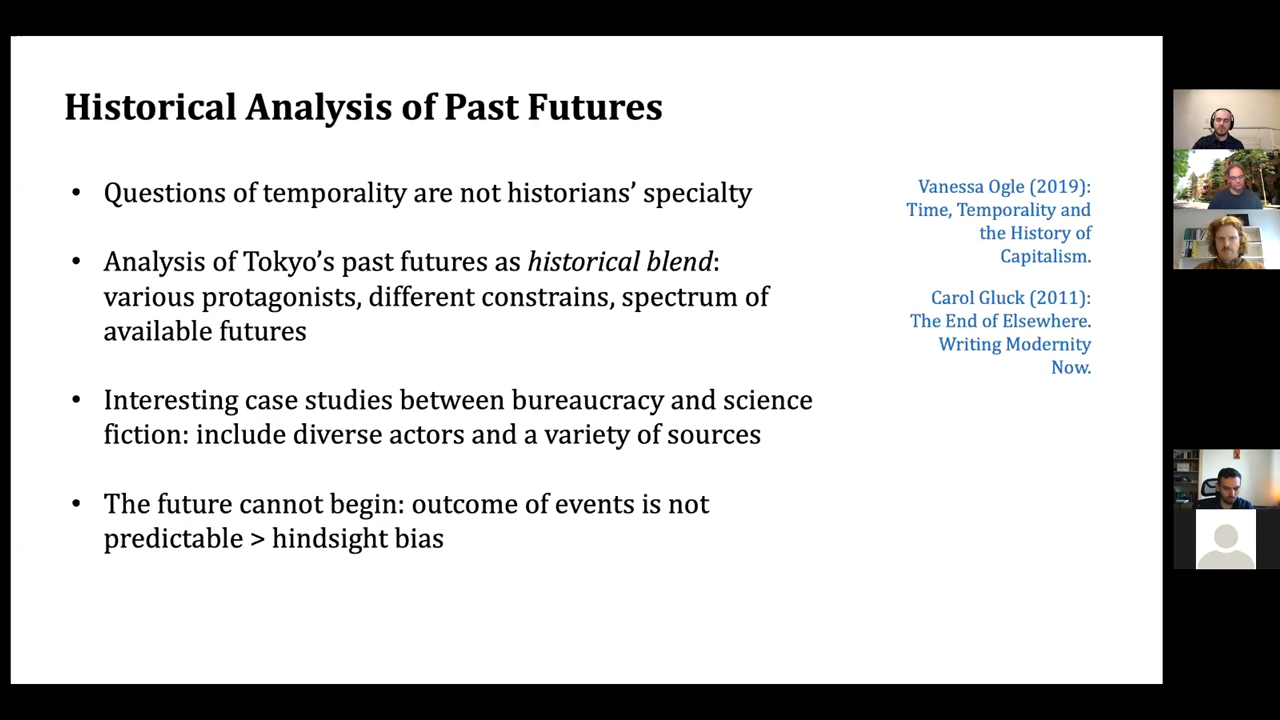 Historical Analysis of Past Futures
• Questions of temporality are not historians’ specialty
• Analysis of Tokyo’s past futures as historical blend:
various protagonists, different constrains, spectrum of
available futures
• Interesting case studies between bureaucracy and science
fiction: include diverse actors and a variety of sources
• The future cannot begin: outcome of events is not
predictable > hindsight bias
Vanessa Ogle (2019):
Time, Temporality and
the History of
Capitalism.
Carol Gluck (2011):
The End of Elsewhere.
Writing Modernity
Now.